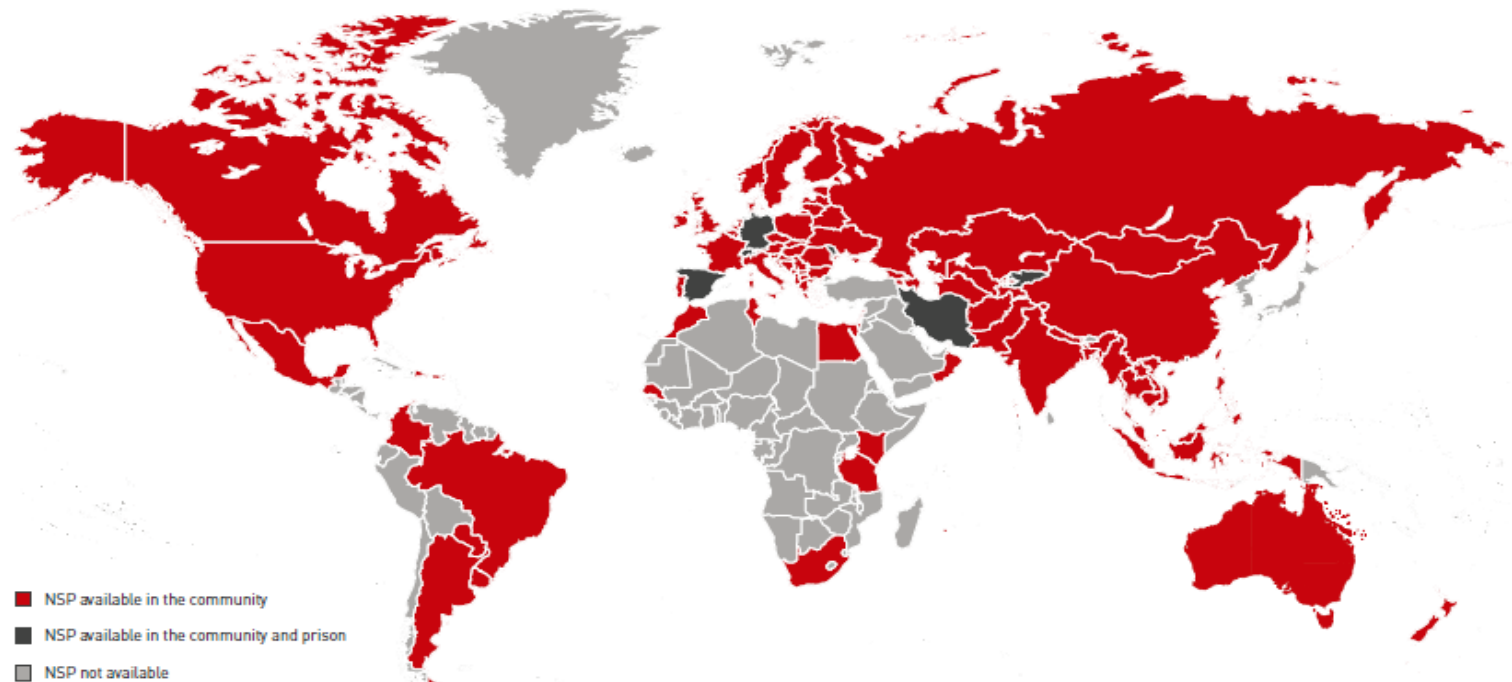 NSP available in the community
NSP available in the community and prison
NSP not available